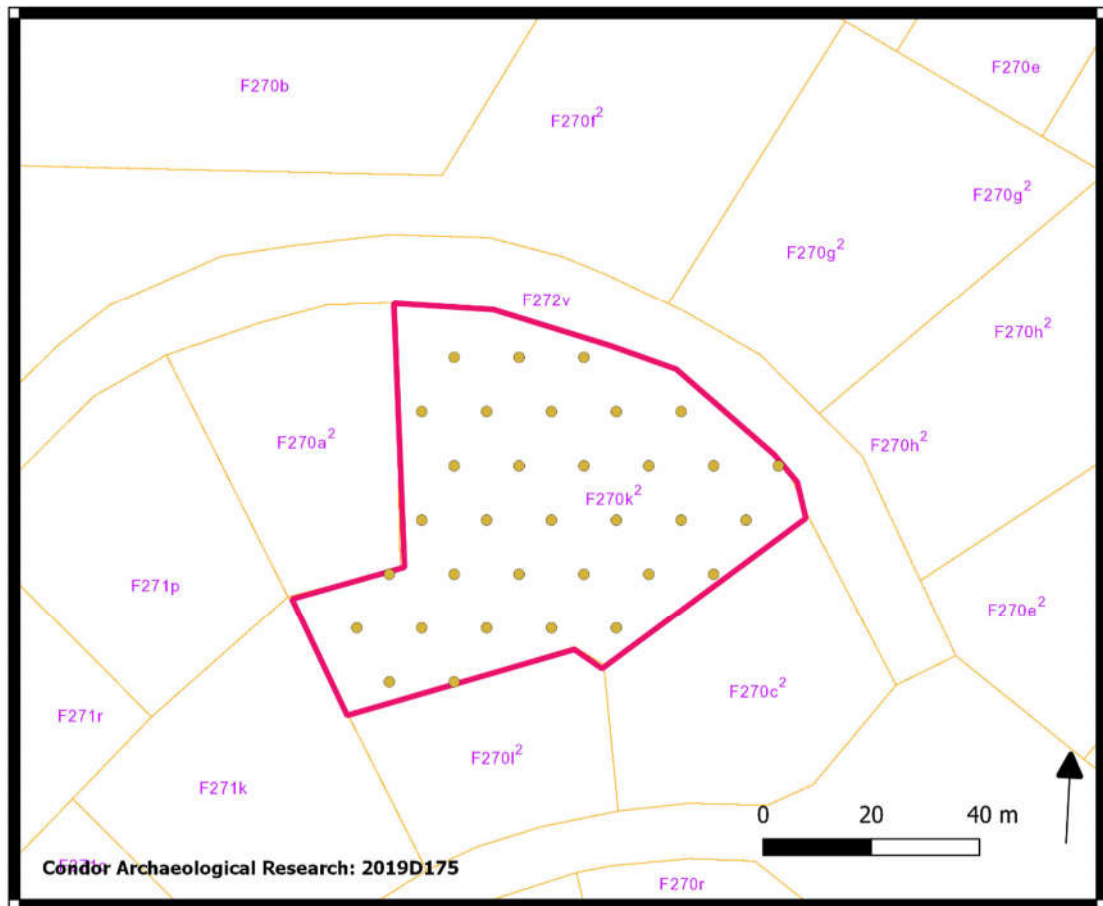 F270b
F270e
F270f²
F270g²
F270g²
F272v
F270h²
F270a²
F270h²
F270k²
F271p
F270e²
F270c²
F271r
F270l²
F271k
0 20 40 m
Condor Archaeological Research: 2019D175
F270r